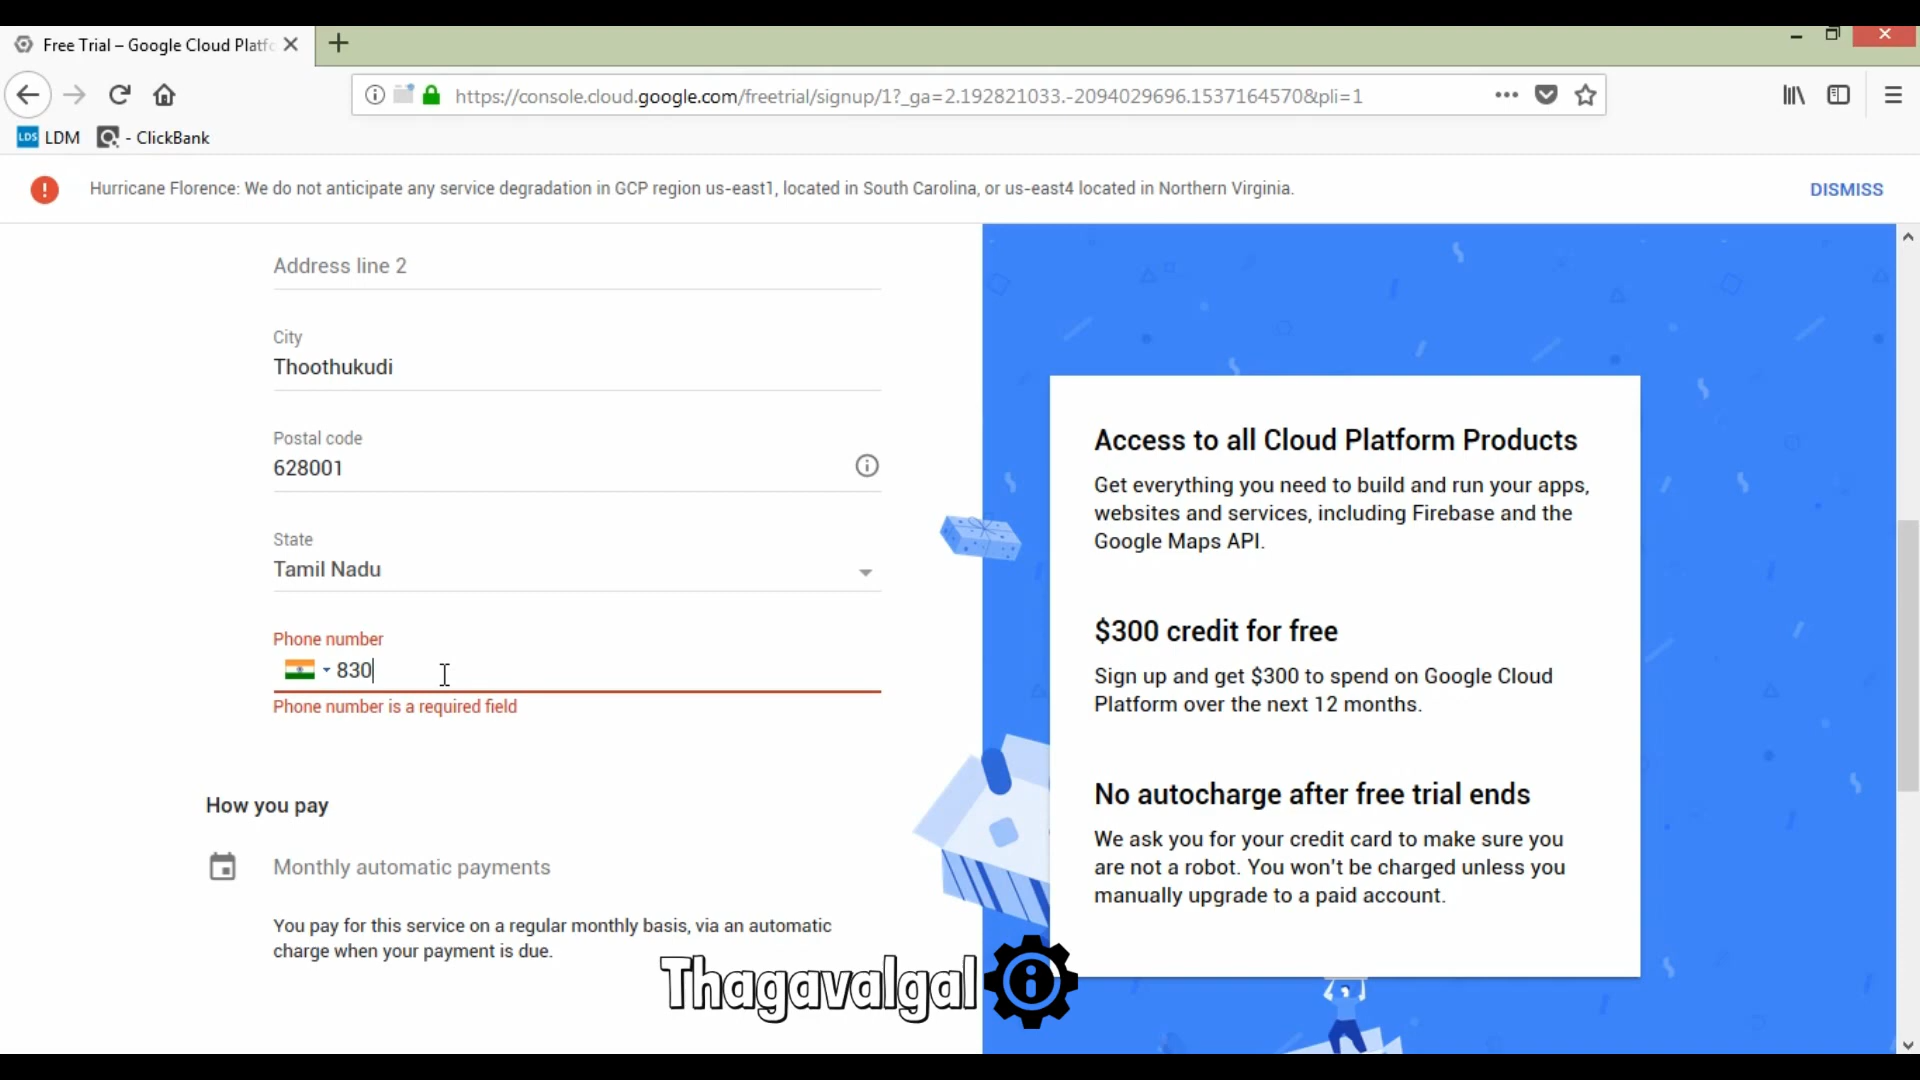 Free Trial – Google Cloud Platfo
https://console.cloud.google.com/freetrial/signup/1?_ga=2.192821033.-2094029696.1537164570&pli=1
LDS LDM - ClickBank
Hurricane Florence: We do not anticipate any service degradation in GCP region us-east1, located in South Carolina, or us-east4 located in Northern Virginia.
DISMISS
Address line 2
City
Thoothukudi
Postal code
628001
State
Tamil Nadu
Phone number
830
Phone number is a required field
How you pay
Monthly automatic payments
You pay for this service on a regular monthly basis, via an automatic
charge when your payment is due.
Access to all Cloud Platform Products
Get everything you need to build and run your apps,
websites and services, including Firebase and the
Google Maps API.
$300 credit for free
Sign up and get $300 to spend on Google Cloud
Platform over the next 12 months.
No autocharge after free trial ends
We ask you for your credit card to make sure you
are not a robot. You won't be charged unless you
manually upgrade to a paid account.
Thagavalgal